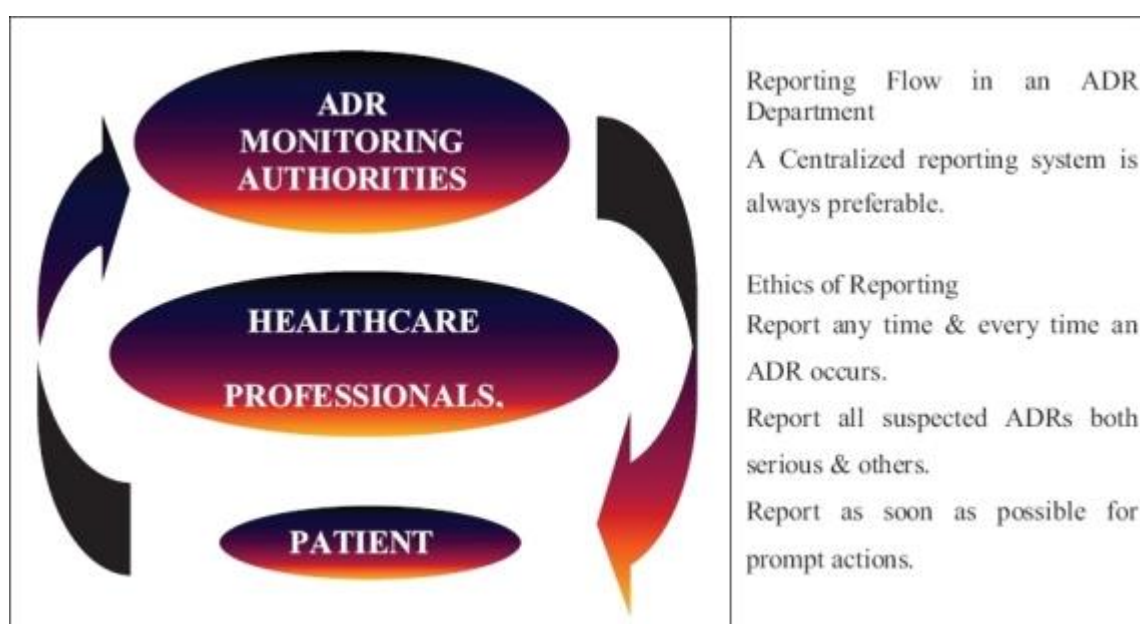 ADR
MONITORING
AUTHORITIES
HEALTHCARE
PROFESSIONALS.
PATIENT
Reporting Flow in an ADR
Department
A Centralized reporting system is
always preferable.
Ethics of Reporting
Report any time & every time an
ADR occurs.
Report all suspected ADRs both
serious & others.
Report as soon as possible for
prompt actions.